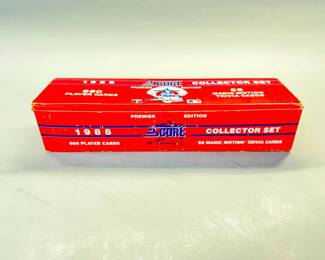 1988
SCORE
COLLECTOR SET
660
PLAYER CARDS
56
MAGIC MOTION
TRIVIA CARDS
PREMIER EDITION
1988
SCORE
COLLECTOR SET
660 PLAYER CARDS
56 MAGIC MOTION TRIVIA CARDS